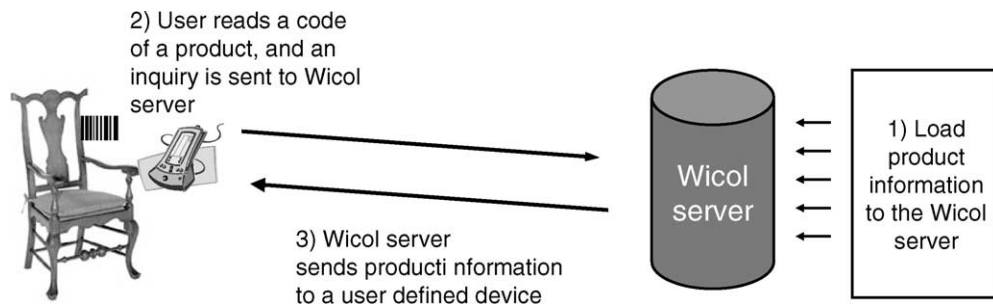 2) User reads a code
of a product, and an
inquiry is sent to Wicol
server
Wicol
server
1) Load
product
information
to the Wicol
server
3) Wicol server
sends producti nformation
to a user defined device